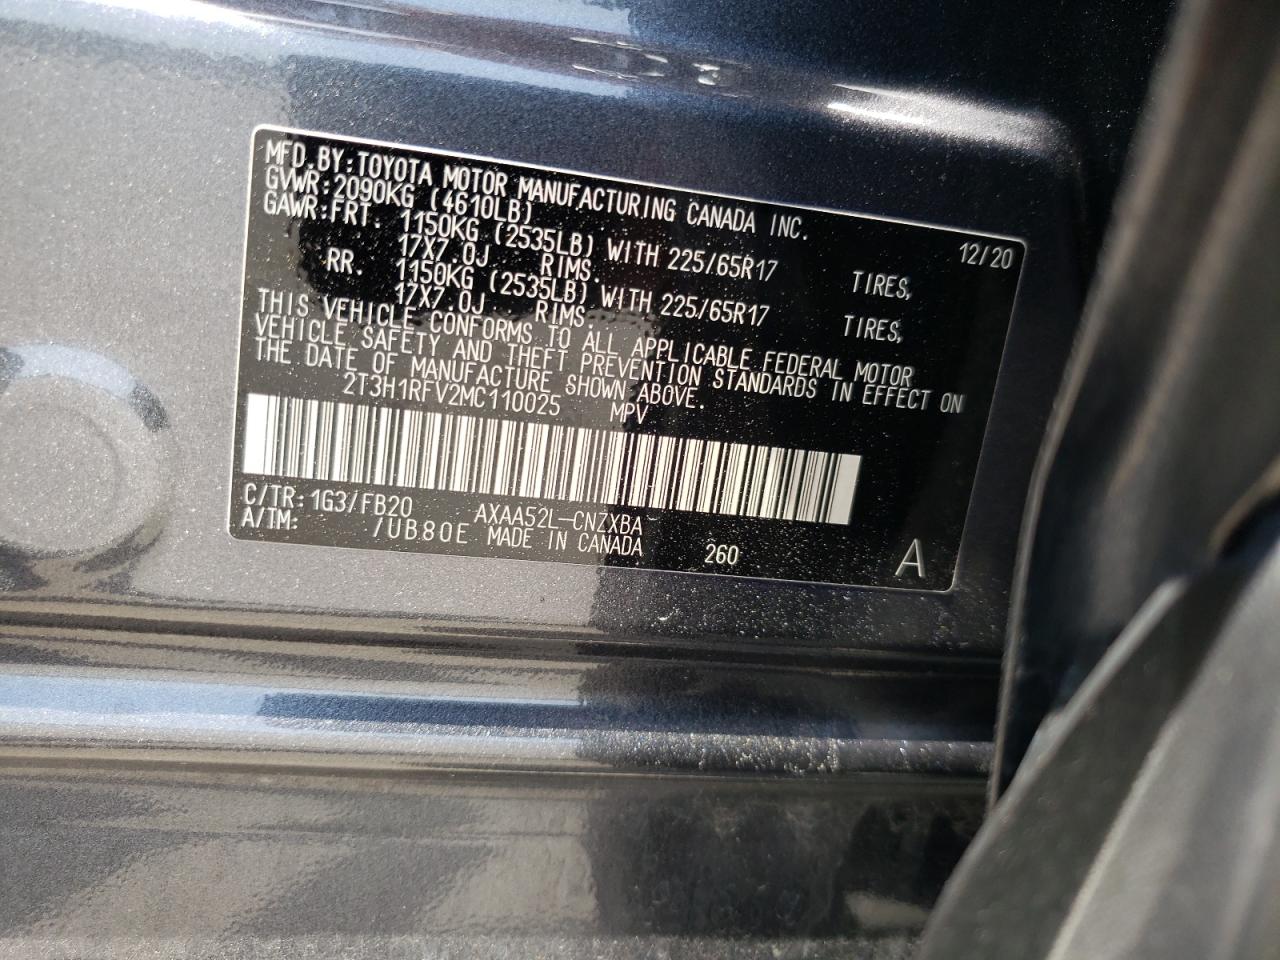 MFD.BY:TOYOTA MOTOR MANUFACTURING CANADA INC.
GVWR:2090KG (4610LB) 12/20
GAWR:FRT. 1150KG (2535LB) WITH 225/65R17 TIRES,
17X7.0J RIMS.
RR. 1150KG (2535LB) WITH 225/65R17 TIRES,
17X7.0J RIMS.
THIS VEHICLE CONFORMS TO ALL APPLICABLE FEDERAL MOTOR
VEHICLE SAFETY AND THEFT PREVENTION STANDARDS IN EFFECT ON
THE DATE OF MANUFACTURE SHOWN ABOVE.
2T3H1RFV2MC110025 MPV
C/TR:1G3/FB20 AXAA52L-CNZXBA
A/TM: /UB80E MADE IN CANADA 260 A